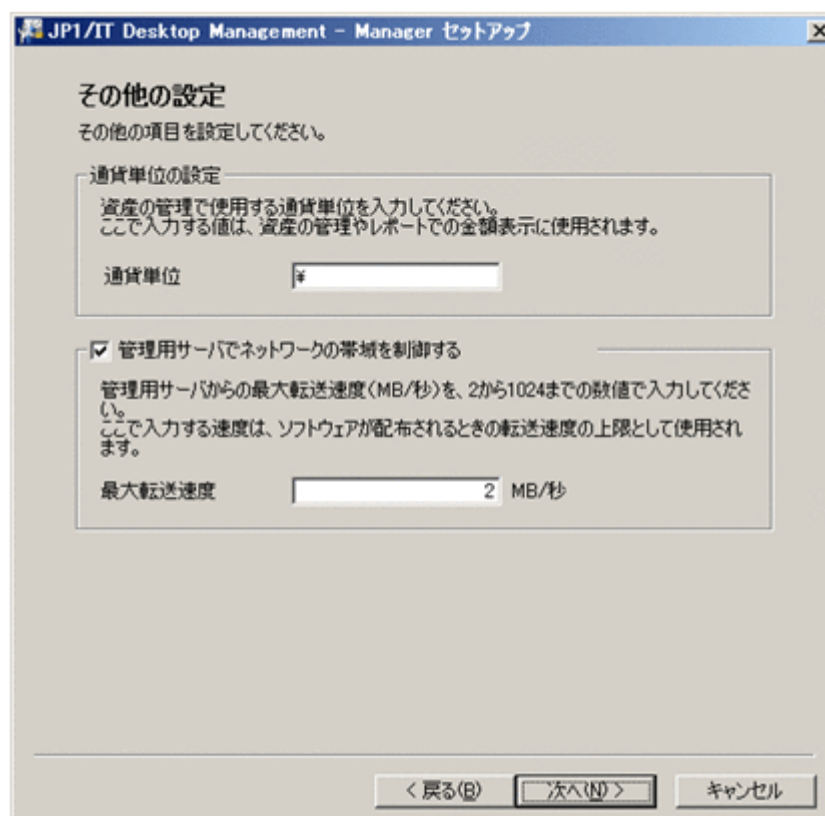 JP1/IT Desktop Management - Manager セットアップ
その他の設定
その他の項目を設定してください。
通貨単位の設定
資産の管理で使用する通貨単位を入力してください。
ここで入力する値は、資産の管理やレポートでの金額表示に使用されます。
通貨単位
¥
管理用サーバでネットワークの帯域を制御する
管理用サーバからの最大転送速度(MB/秒)を、2から1024までの数値で入力してくださ
い。
ここで入力する速度は、ソフトウェアが配布されるときの転送速度の上限として使用され
ます。
最大転送速度 2 MB/秒
< 戻る(B) 次へ(N) > キャンセル